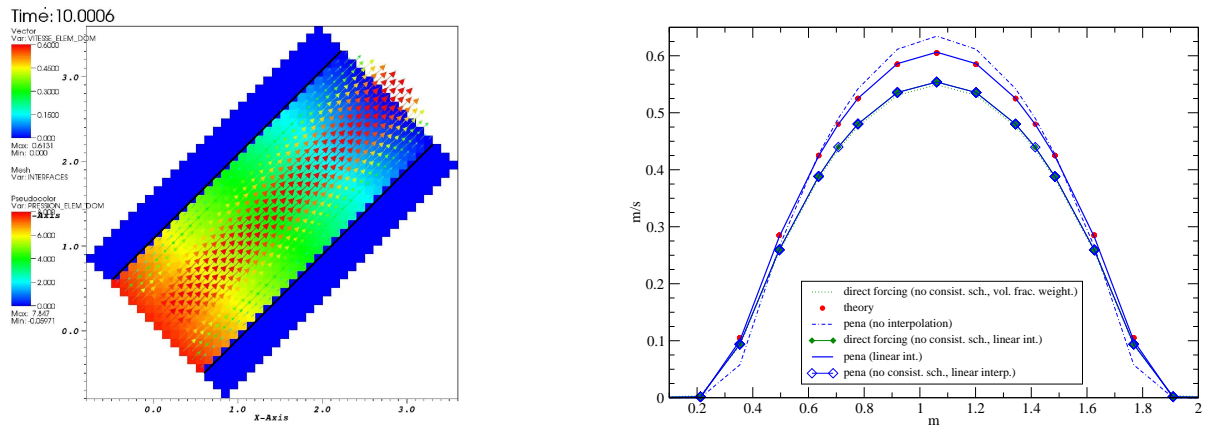 Time:10.0006
Vector
Var: VITESSE_ELEM_DOM
0.6000
0.4500
0.3000
0.1500
0.000
Max: 0.6131
Min: 0.000
Mesh
Var: INTERFACES
Pseudocolor
Var: PRESSION_ELEM_DOM
6.000
4.000
2.000
0.000
Max: 7.847
Min: -0.05971
3.0
2.0
1.0
0.0
0.0
1.0
2.0
3.0
X-Axis
0.6
0.5
0.4
0.3
0.2
0.1
0
m/s
direct forcing (no consist. sch., vol. frac. weight.)
theory
pena (no interpolation)
direct forcing (no consist. sch., linear int.)
pena (linear int.)
pena (no consist. sch., linear interp.)
0.2
0.4
0.6
0.8
1
1.2
1.4
1.6
1.8
2
m